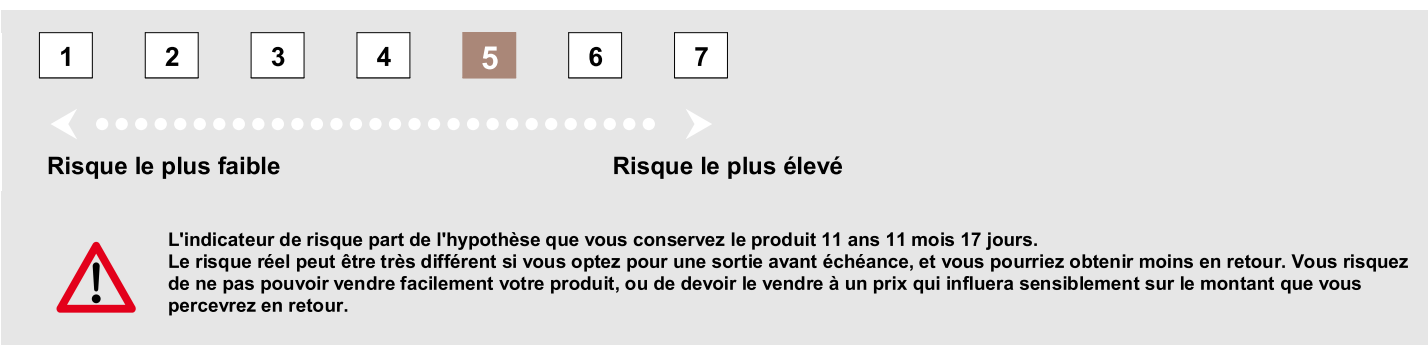 1 2 3 4 5 6 7
Risque le plus faible Risque le plus élevé
L'indicateur de risque part de l'hypothèse que vous conservez le produit 11 ans 11 mois 17 jours.
Le risque réel peut être très différent si vous optez pour une sortie avant échéance, et vous pourriez obtenir moins en retour. Vous risquez
de ne pas pouvoir vendre facilement votre produit, ou de devoir le vendre à un prix qui influera sensiblement sur le montant que vous
percevrez en retour.